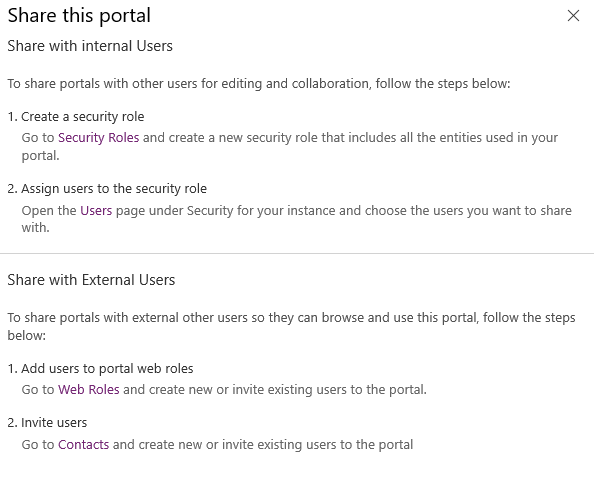 Share this portal
Share with internal Users
To share portals with other users for editing and collaboration, follow the steps below:
1. Create a security role
Go to Security Roles and create a new security role that includes all the entities used in your
portal.
2. Assign users to the security role
Open the Users page under Security for your instance and choose the users you want to share
with.
Share with External Users
To share portals with external other users so they can browse and use this portal, follow the steps
below:
1. Add users to portal web roles
Go to Web Roles and create new or invite existing users to the portal.
2. Invite users
Go to Contacts and create new or invite existing users to the portal